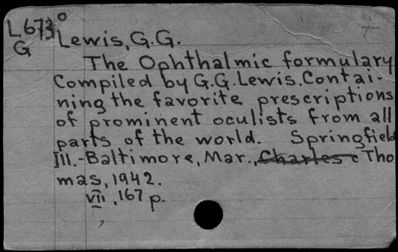 L673o
G
Lewis, G.G.
The Ophthalmic formulary
Compiled by G.G.Lewis. Contai-
ning the favorite prescriptions
of prominent oculists from all
parts of the world. Springfield
Ill.-Baltimore, Mar., Charles c Tho
mas, 1942.
vii, 167 p.